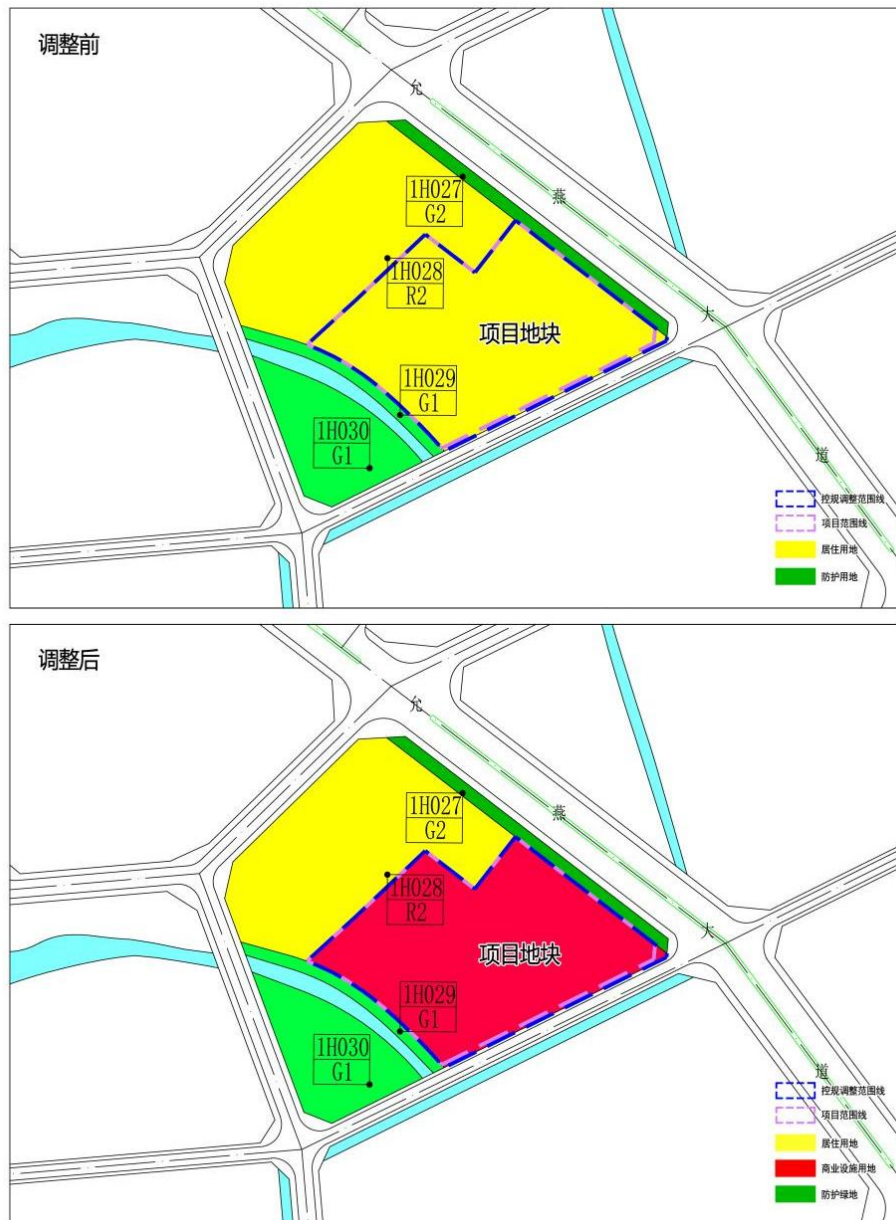 调整前
允
燕
大
道
1H027
G2
1H028
R2
项目地块
1H029
G1
1H030
G1
控规调整范围线
项目范围线
居住用地
防护用地
调整后
允
燕
大
道
1H027
G2
1H028
R2
项目地块
1H029
G1
1H030
G1
控规调整范围线
项目范围线
居住用地
商业设施用地
防护绿地